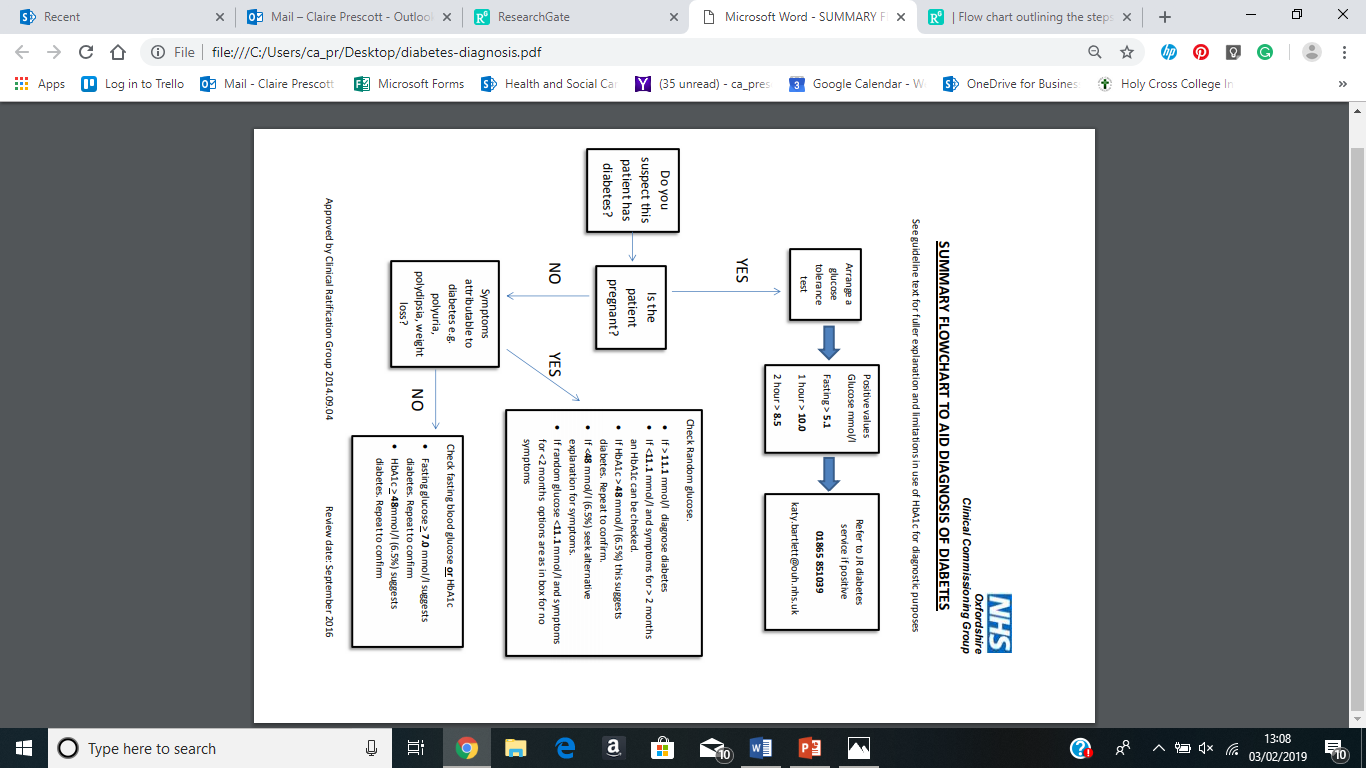 Recent
Mail – Claire Prescott - Outloo
ResearchGate
Microsoft Word - SUMMARY F
| Flow chart outlining the steps
File
file:///C:/Users/ca_pr/Desktop/diabetes-diagnosis.pdf
Apps
Log in to Trello
Mail - Claire Prescott
Microsoft Forms
Health and Social Ca
(35 unread) - ca_pres
Google Calendar - W
OneDrive for Busines
Holy Cross College In
»
NHS
Oxfordshire
Clinical Commissioning Group
SUMMARY FLOWCHART TO AID DIAGNOSIS OF DIABETES
See guideline text for fuller explanation and limitations in use of HbA1c for diagnostic purposes
Do you
suspect this
patient has
diabetes?
Is the
patient
pregnant?
YES
Arrange a
glucose
tolerance
test
Positive values
Glucose mmol/l
Fasting > 5.1
1 hour > 10.0
2 hour > 8.5
Refer to JR diabetes
service if positive
01865 851039
katy.bartlett@ouh.nhs.uk
NO
Symptoms
attributable to
diabetes e.g.
polyuria,
polydipsia, weight
loss?
YES
Check Random glucose.
• If > 11.1 mmol/l diagnose diabetes
• If <11.1 mmol/l and symptoms for > 2 months
an HbA1c can be checked.
• If HbA1c > 48 mmol/l (6.5%) this suggests
diabetes. Repeat to confirm.
• If <48 mmol/l (6.5%) seek alternative
explanation for symptoms.
• If random glucose <11.1 mmol/l and symptoms
for <2 months options are as in box for no
symptoms
NO
Check fasting blood glucose or HbA1c
• Fasting glucose ≥ 7.0 mmol/l suggests
diabetes. Repeat to confirm
• HbA1c ≥ 48mmol/l (6.5%) suggests
diabetes. Repeat to confirm
Approved by Clinical Ratification Group 2014.09.04
Review date: September 2016
Type here to search
10
13:08
03/02/2019
10